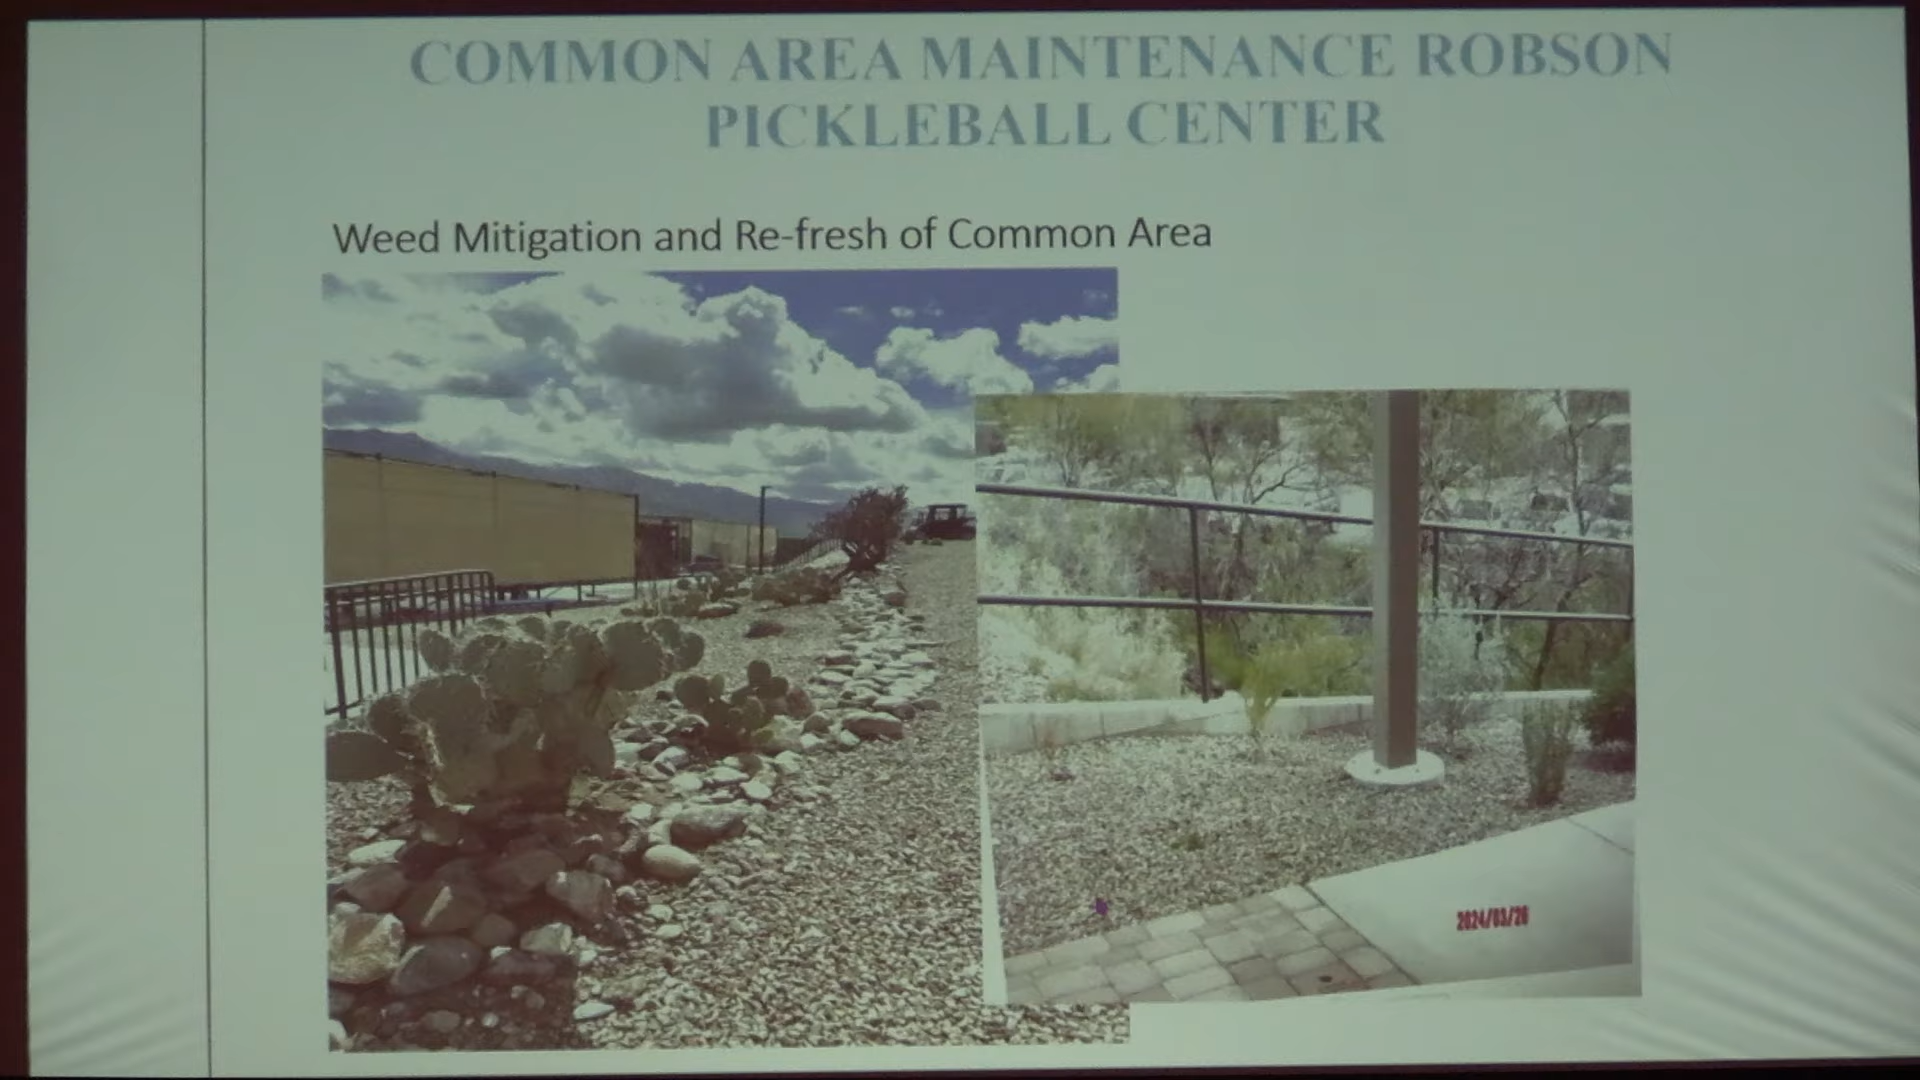 COMMON AREA MAINTENANCE ROBSON
PICKLEBALL CENTER
Weed Mitigation and Re-fresh of Common Area
2024/03/20